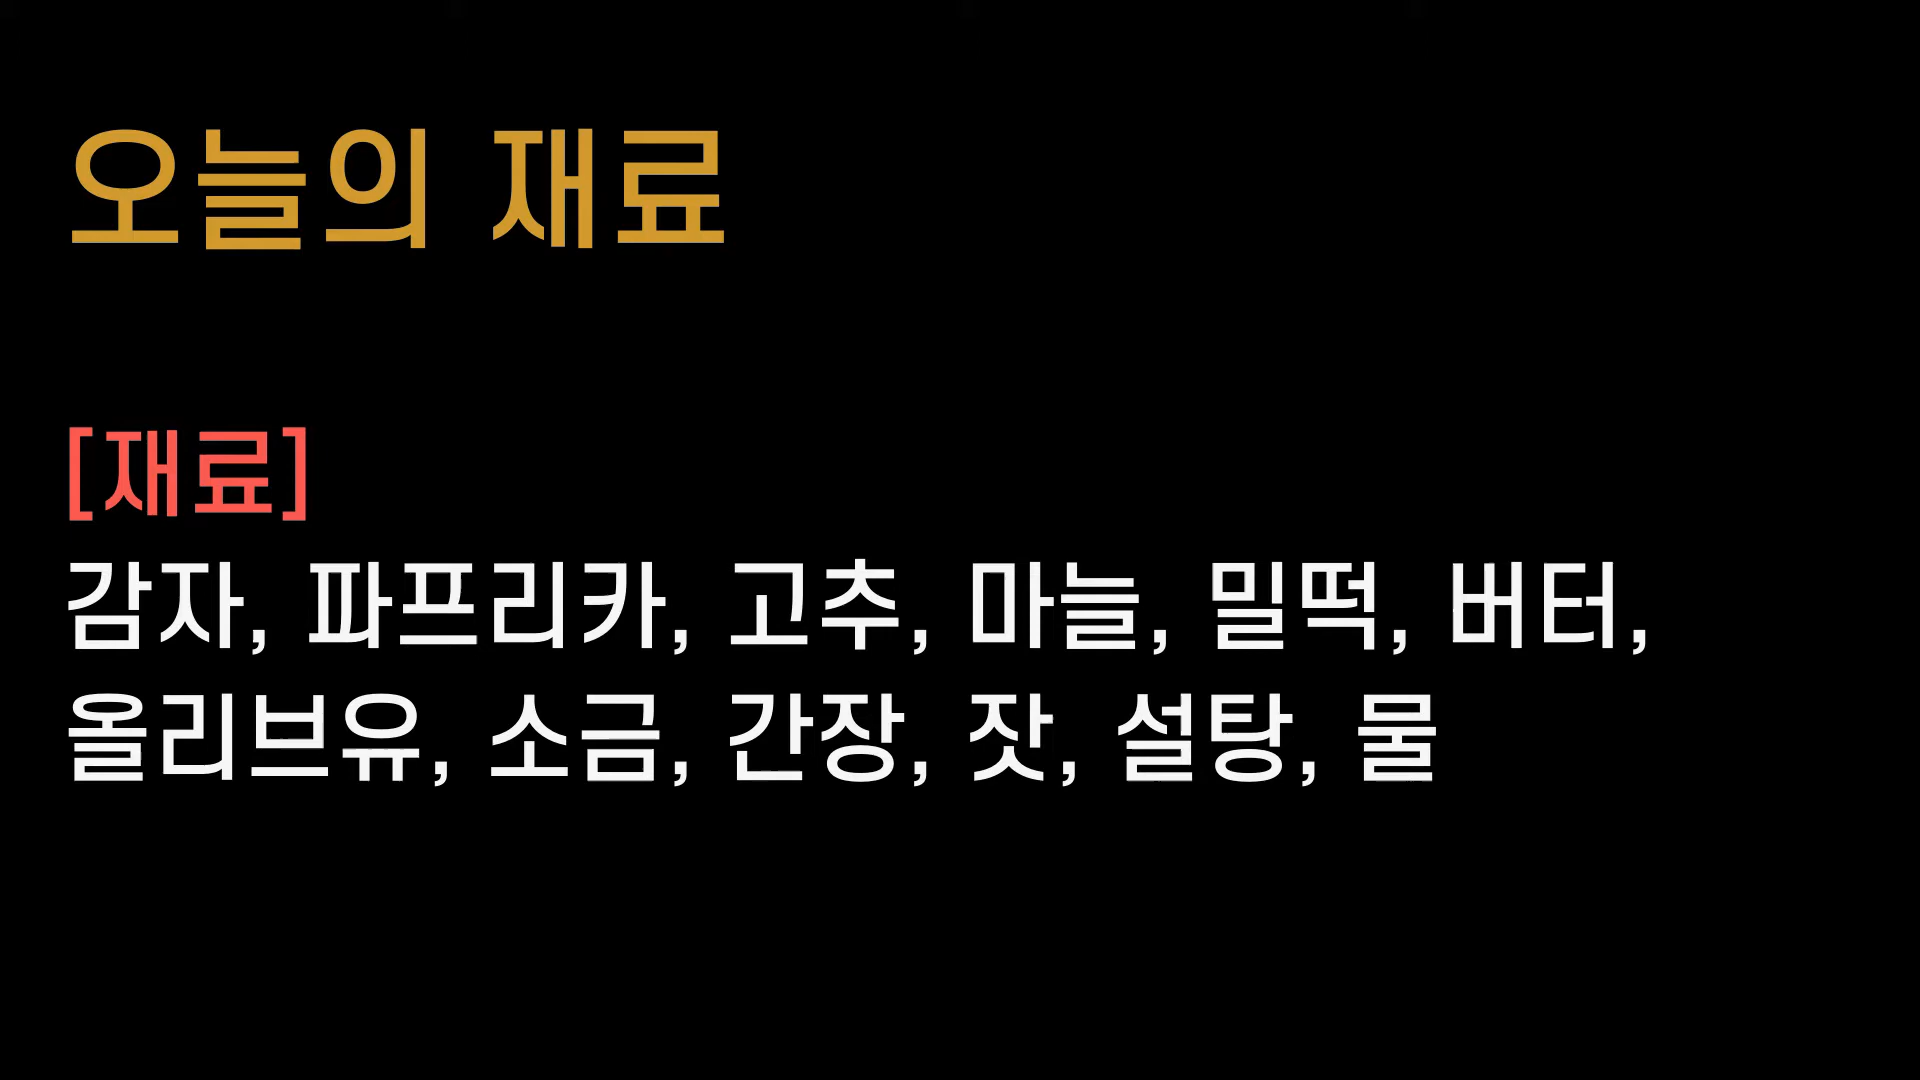 오늘의 재료
[재료]
감자, 파프리카, 고추, 마늘, 밀떡, 버터,
올리브유, 소금, 간장, 잣, 설탕, 물